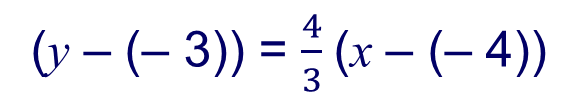 (y – (– 3)) = 4/3 (x – (– 4))